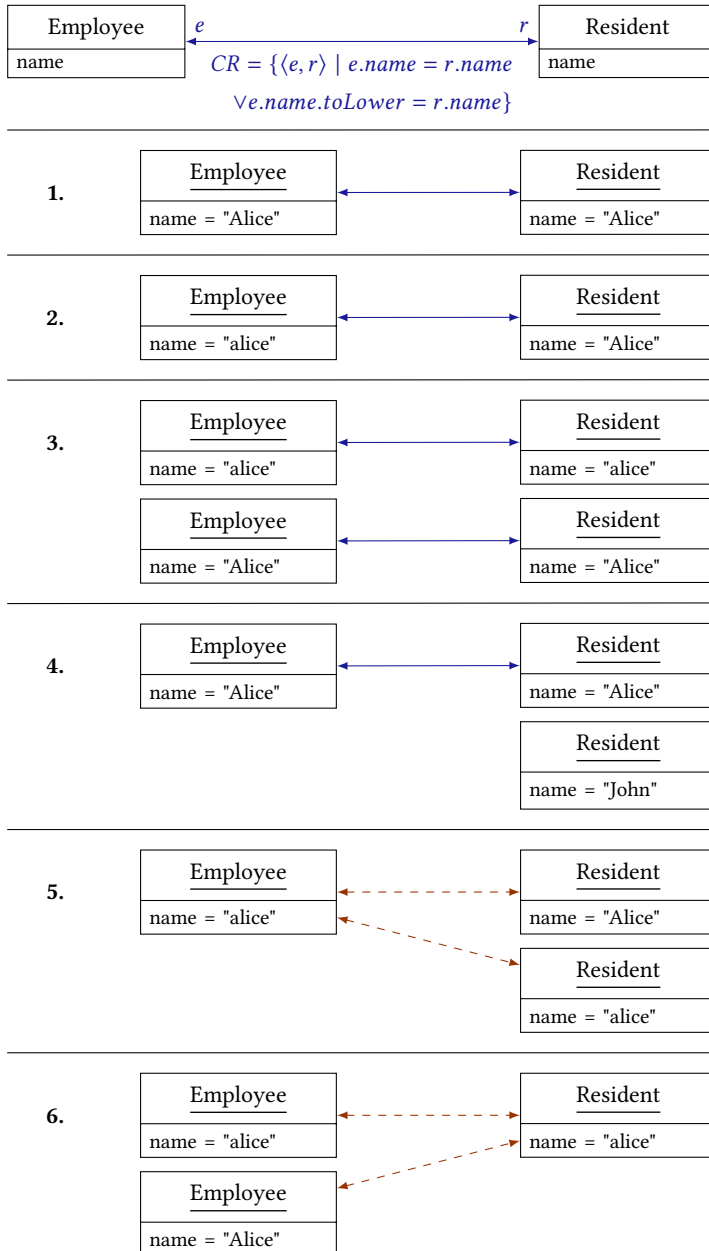 Employee e r Resident
name name
CR = {⟨e, r⟩ | e.name = r.name
∨e.name.toLower = r.name}
1. Employee Resident
name = "Alice" name = "Alice"
2. Employee Resident
name = "alice" name = "Alice"
3. Employee Resident
name = "alice" name = "alice"
Employee Resident
name = "Alice" name = "Alice"
4. Employee Resident
name = "Alice" name = "Alice"
Resident
name = "John"
5. Employee Resident
name = "alice" name = "Alice"
Resident
name = "alice"
6. Employee Resident
name = "alice" name = "alice"
Employee
name = "Alice"